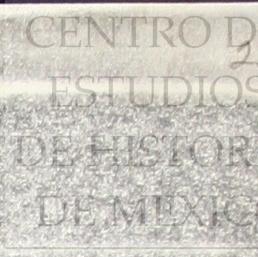 CENTRO D
ESTUDIOS
DE HISTOR
DE MEXIC